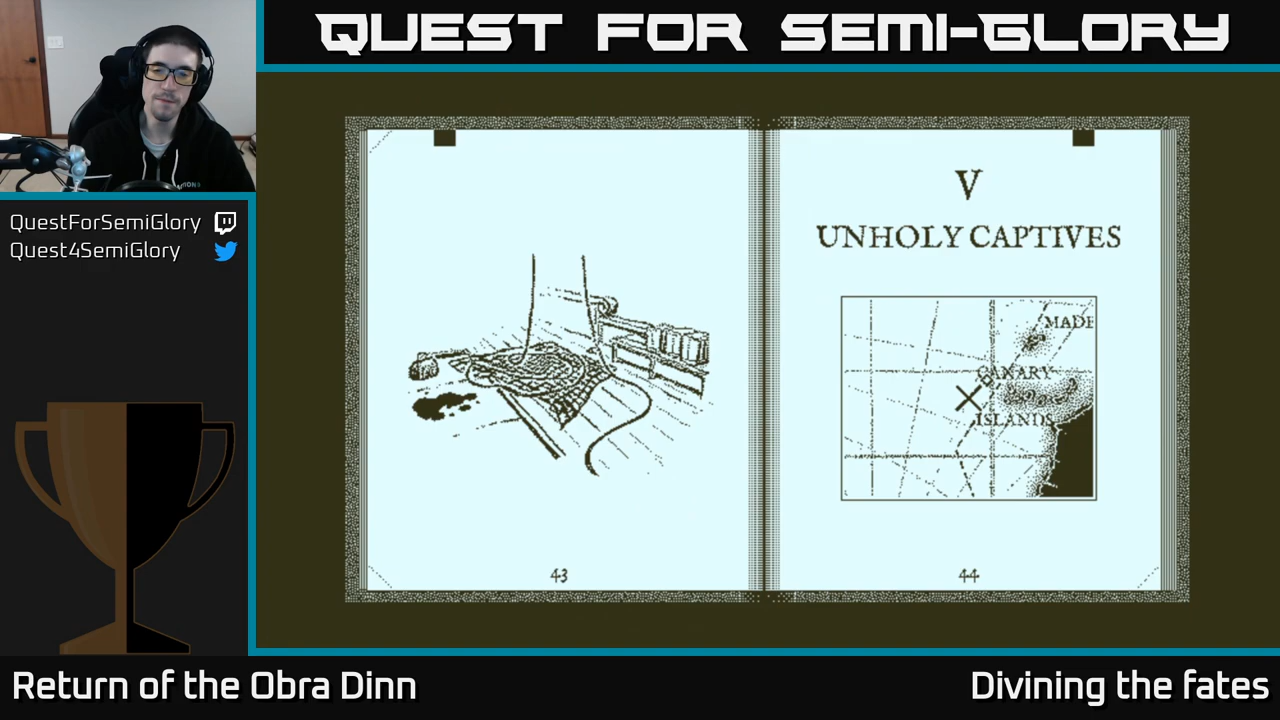 QUEST FOR SEMI-GLORY
QuestForSemiGlory
Quest4SemiGlory
V
UNHOLY CAPTIVES
MADE
CANARY
ISLANDS
43
44
Return of the Obra Dinn
Divining the fates